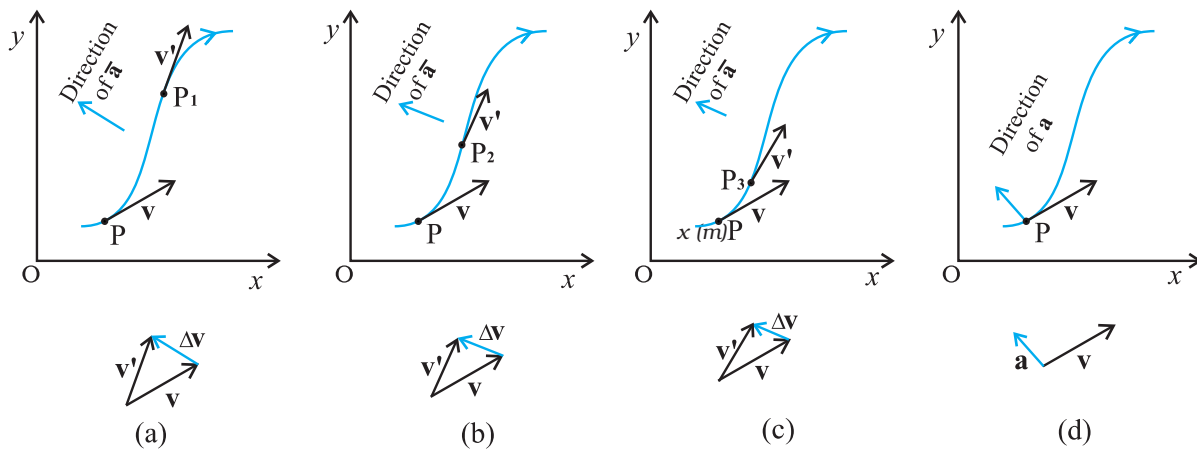 y
Direction
of a̅
v'
P₁
v
P
O
x
v'
Δv
v
(a)
y
Direction
of a̅
v'
P₂
v
P
O
x
v'
Δv
v
(b)
y
Direction
of a̅
v'
P₃
v
x (m) P
O
x
v'
Δv
v
(c)
y
Direction
of a
v
P
O
x
a
v
(d)